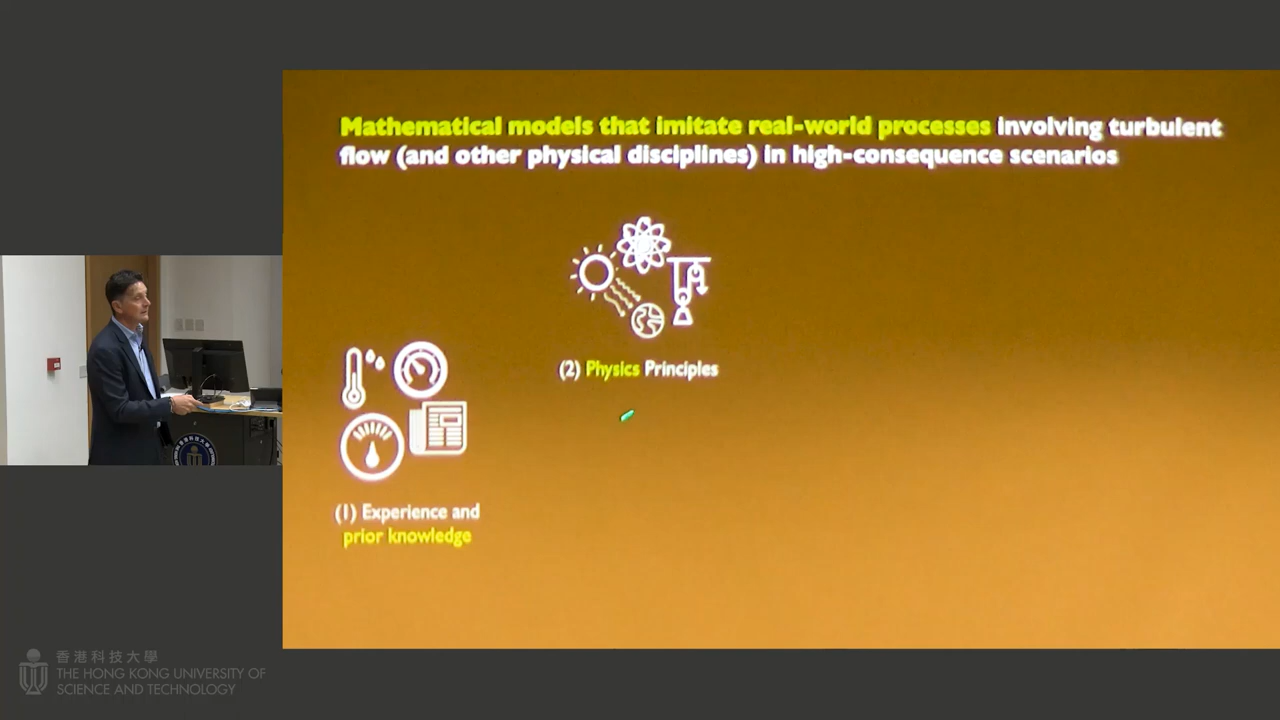 Mathematical models that imitate real-world processes involving turbulent
flow (and other physical disciplines) in high-consequence scenarios
(2) Physics Principles
(1) Experience and
prior knowledge
香港科技大學
THE HONG KONG UNIVERSITY OF
SCIENCE AND TECHNOLOGY